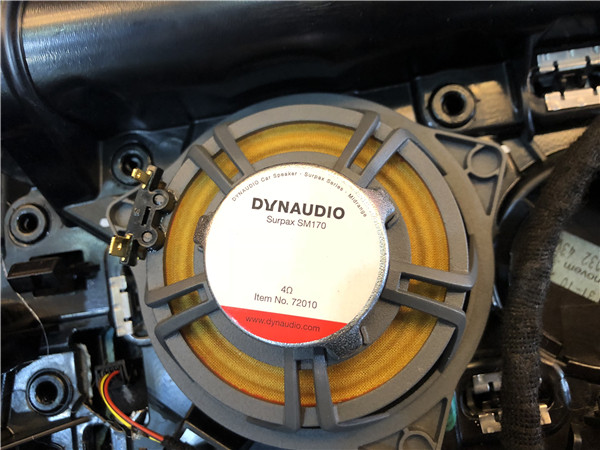 DYNAUDIO Car Speaker - Surpax Series - Midrange
DYNAUDIO
Surpax SM170
4Ω
Item No. 72010
www.dynaudio.com